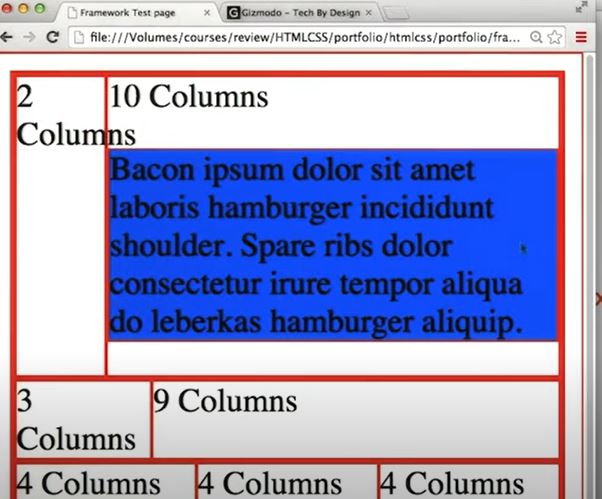 Framework Test page
Gizmodo - Tech By Design
file:///Volumes/courses/review/HTMLCSS/portfolio/htmlcss/portfolio/fra...
2 Columns
10 Columns
Bacon ipsum dolor sit amet
laboris hamburger incididunt
shoulder. Spare ribs dolor
consectetur irure tempor aliqua
do leberkas hamburger aliquip.
3
Columns
9 Columns
4 Columns
4 Columns
4 Columns